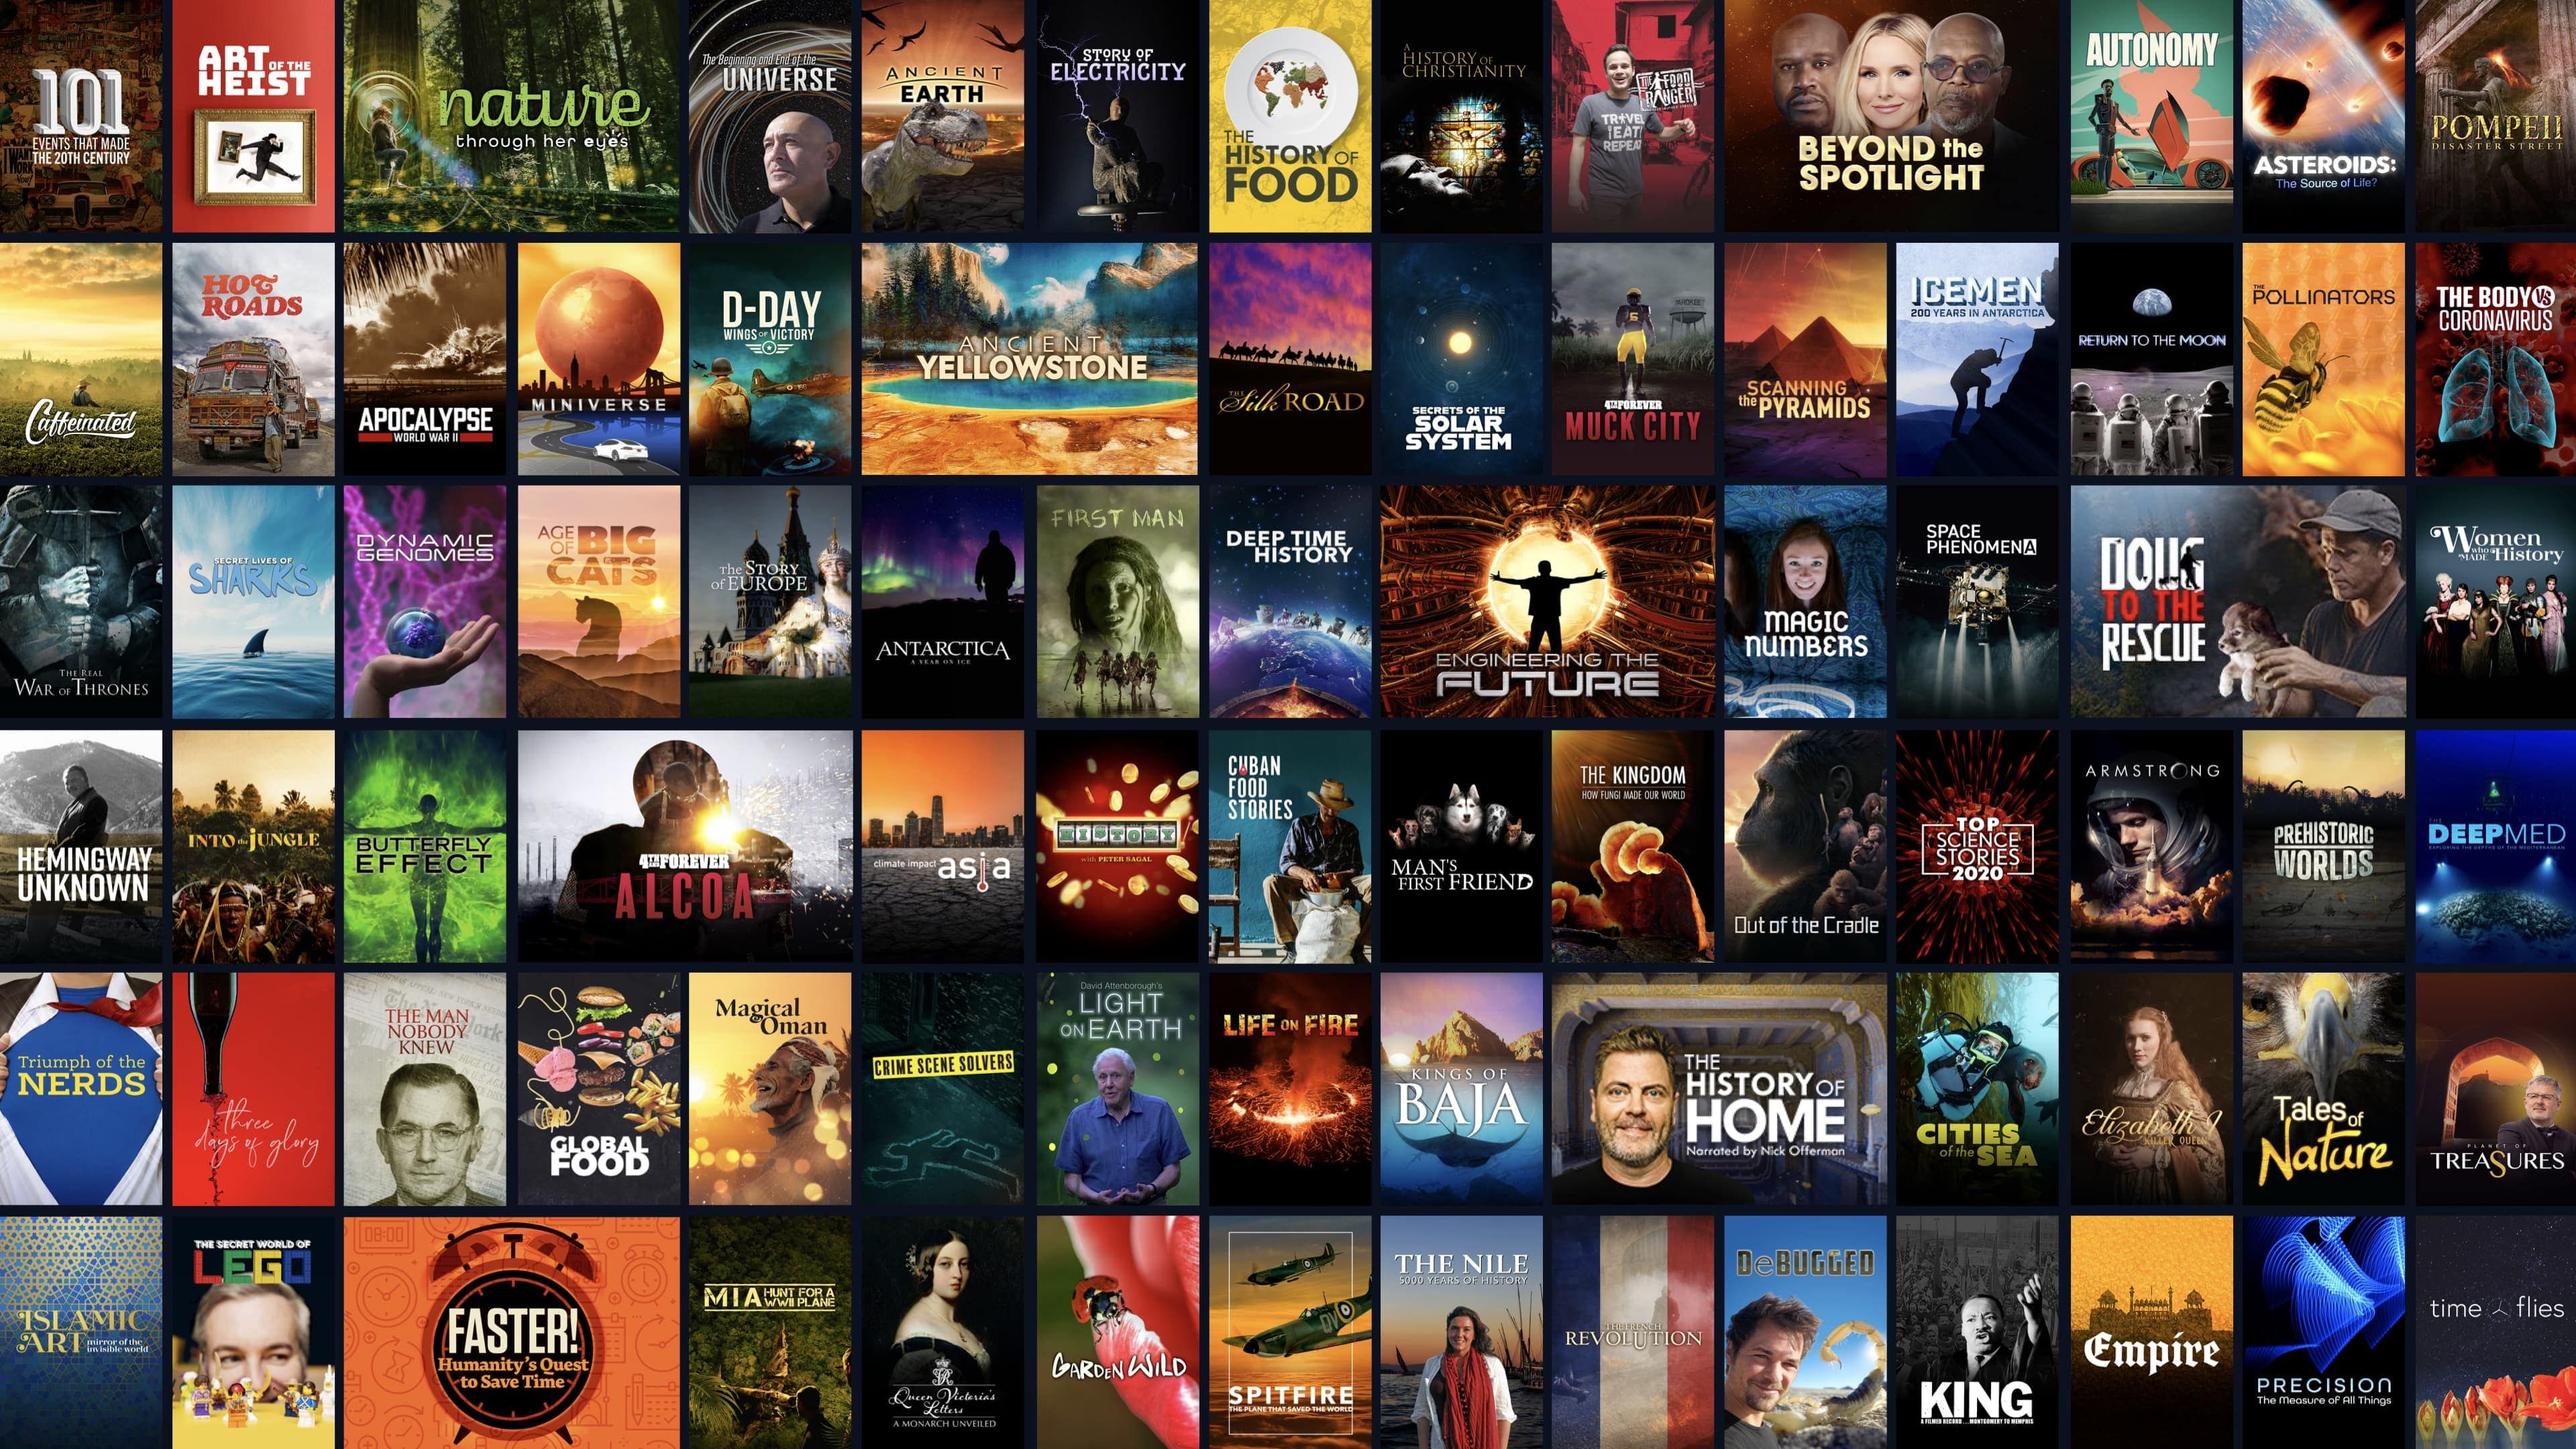 101
EVENTS THAT MADE
THE 20TH CENTURY
ART OF THE
HEIST
nature
through her eyes
The Beginning and End of the
UNIVERSE
ANCIENT
EARTH
STORY OF
ELECTRICITY
THE
HISTORY OF
FOOD
A
HISTORY OF
CHRISTIANITY
THE FOOD
RANGER
TRAVEL
EAT
REPEAT
BEYOND the
SPOTLIGHT
AUTONOMY
ASTEROIDS:
The Source of Life?
POMPEII
DISASTER STREET
Caffeinated
HOT
ROADS
APOCALYPSE
WORLD WAR II
MINIVERSE
D-DAY
WINGS OF VICTORY
ANCIENT
YELLOWSTONE
THE
Silk ROAD
SECRETS OF THE
SOLAR
SYSTEM
4TH AND FOREVER
MUCK CITY
SCANNING
the PYRAMIDS
ICEMEN
200 YEARS IN ANTARCTICA
RETURN TO THE MOON
THE
POLLINATORS
THE BODY VS
CORONAVIRUS
THE REAL
WAR OF THRONES
SECRET LIVES OF
SHARKS
DYNAMIC
GENOMES
AGE OF BIG
CATS
the STORY
of EUROPE
ANTARCTICA
A YEAR ON ICE
FIRST MAN
DEEP TIME
HISTORY
ENGINEERING THE
FUTURE
MAGIC
NUMBERS
SPACE
PHENOMENA
DOUG
TO THE
RESCUE
Women
who MADE History
HEMINGWAY
UNKNOWN
INTO the JUNGLE
BUTTERFLY
EFFECT
4TH AND FOREVER
ALCOA
climate impact asia
HISTORY
with PETER SAGAL
CUBAN
FOOD
STORIES
MAN'S
FIRST FRIEND
THE KINGDOM
HOW FUNGI MADE OUR WORLD
Out of the Cradle
TOP
SCIENCE
STORIES
2020
ARMSTRONG
PREHISTORIC
WORLDS
THE
DEEPMED
EXPLORING THE DEPTHS OF THE MEDITERRANEAN
Triumph of the
NERDS
three
days of glory
THE MAN
NOBODY
KNEW
GLOBAL
FOOD
Magical
Oman
CRIME SCENE SOLVERS
David Attenborough's
LIGHT
ON EARTH
LIFE ON FIRE
KINGS OF
BAJA
THE
HISTORY OF
HOME
Narrated by Nick Offerman
CITIES
of the SEA
Elizabeth I
KILLER QUEEN
Tales of
Nature
PLANET OF
TREASURES
ISLAMIC
ART mirror of the
invisible world
THE SECRET WORLD OF
LEGO
08:00
FASTER!
Humanity's Quest
to Save Time
MIA HUNT FOR A
WWII PLANE
Queen Victoria's
Letters
A MONARCH UNVEILED
GARDEN WILD
SPITFIRE
THE PLANE THAT SAVED THE WORLD
THE NILE
5000 YEARS OF HISTORY
THE FRENCH
REVOLUTION
DeBUGGED
KING
A FILMED RECORD...MONTGOMERY TO MEMPHIS
Empire
PRECISION
The Measure of All Things
time flies